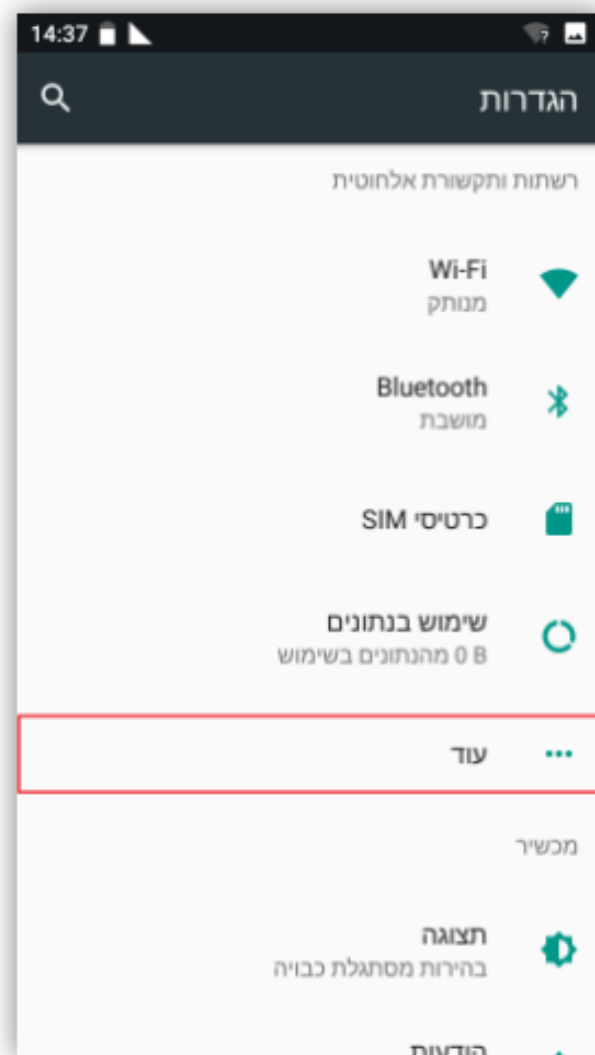 14:37
הגדרות
רשתות ותקשורת אלחוטית
Wi-Fi
מנותק
Bluetooth
מושבת
כרטיסי SIM
שימוש בנתונים
0 B מהנתונים בשימוש
עוד
מכשיר
תצוגה
בהירות מסתגלת כבויה
הודעות